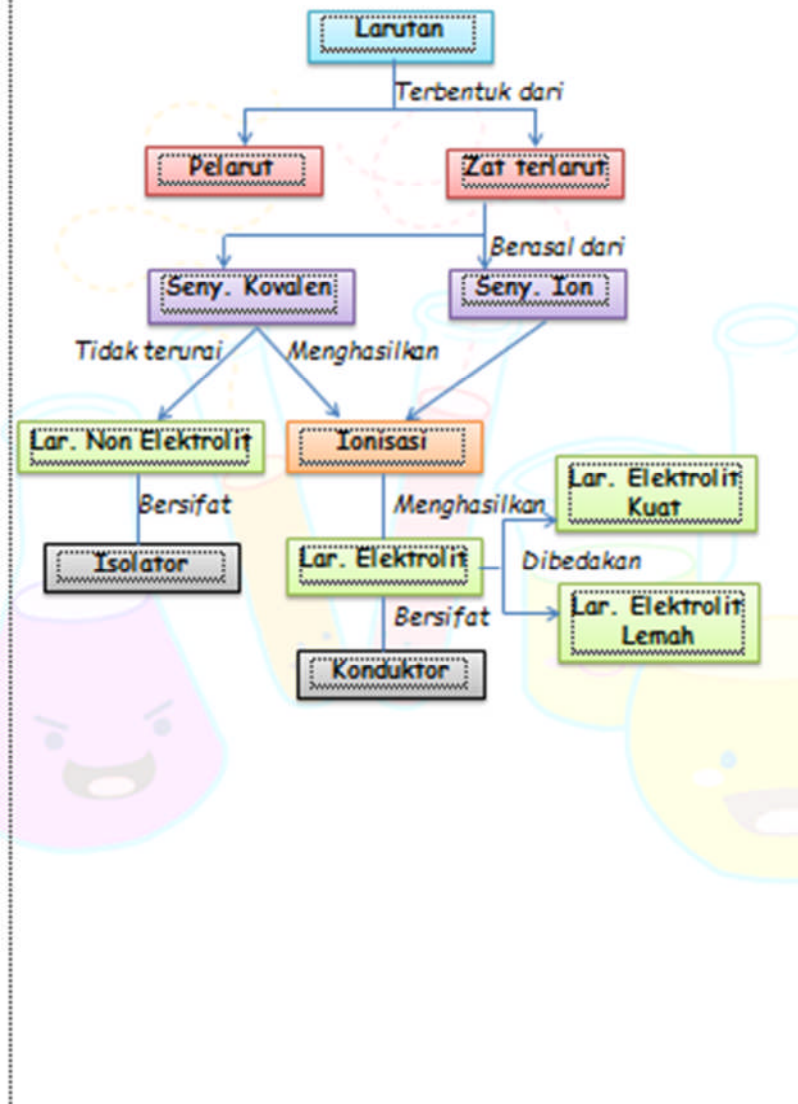 Larutan
Terbentuk dari
Pelarut
Zat terlarut
Berasal dari
Seny. Kovalen
Seny. Ion
Tidak terurai
Menghasilkan
Lar. Non Elektrolit
Ionisasi
Bersifat
Menghasilkan
Lar. Elektrolit
Kuat
Isolator
Lar. Elektrolit
Dibedakan
Bersifat
Lar. Elektrolit
Lemah
Konduktor